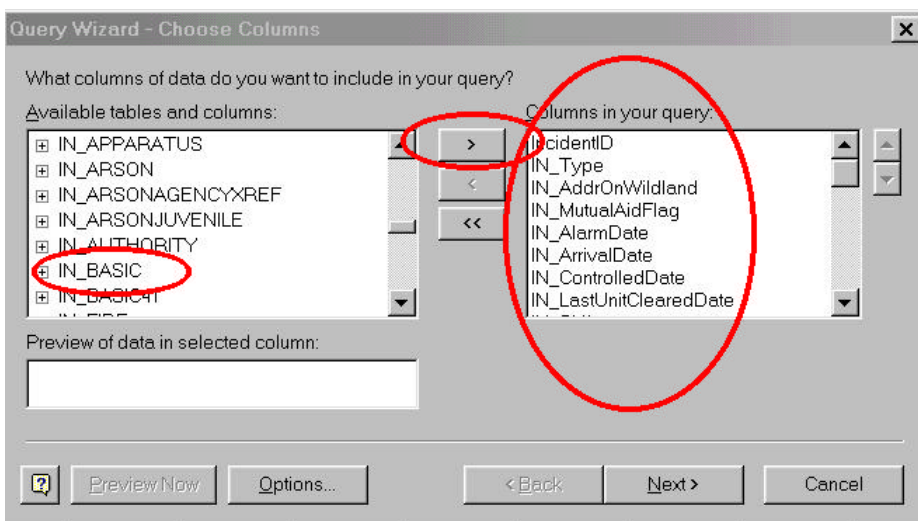 Query Wizard - Choose Columns
What columns of data do you want to include in your query?
Available tables and columns:
Columns in your query:
IN_APPARATUS
IN_ARSON
IN_ARSONAGENCYXREF
IN_ARSONJUVENILE
IN_AUTHORITY
IN_BASIC
IN_BASIC41
>
<
<<
IncidentID
IN_Type
IN_AddrOnWildland
IN_MutualAidFlag
IN_AlarmDate
IN_ArrivalDate
IN_ControlledDate
IN_LastUnitClearedDate
Preview of data in selected column:
Preview Now
Options...
< Back
Next >
Cancel